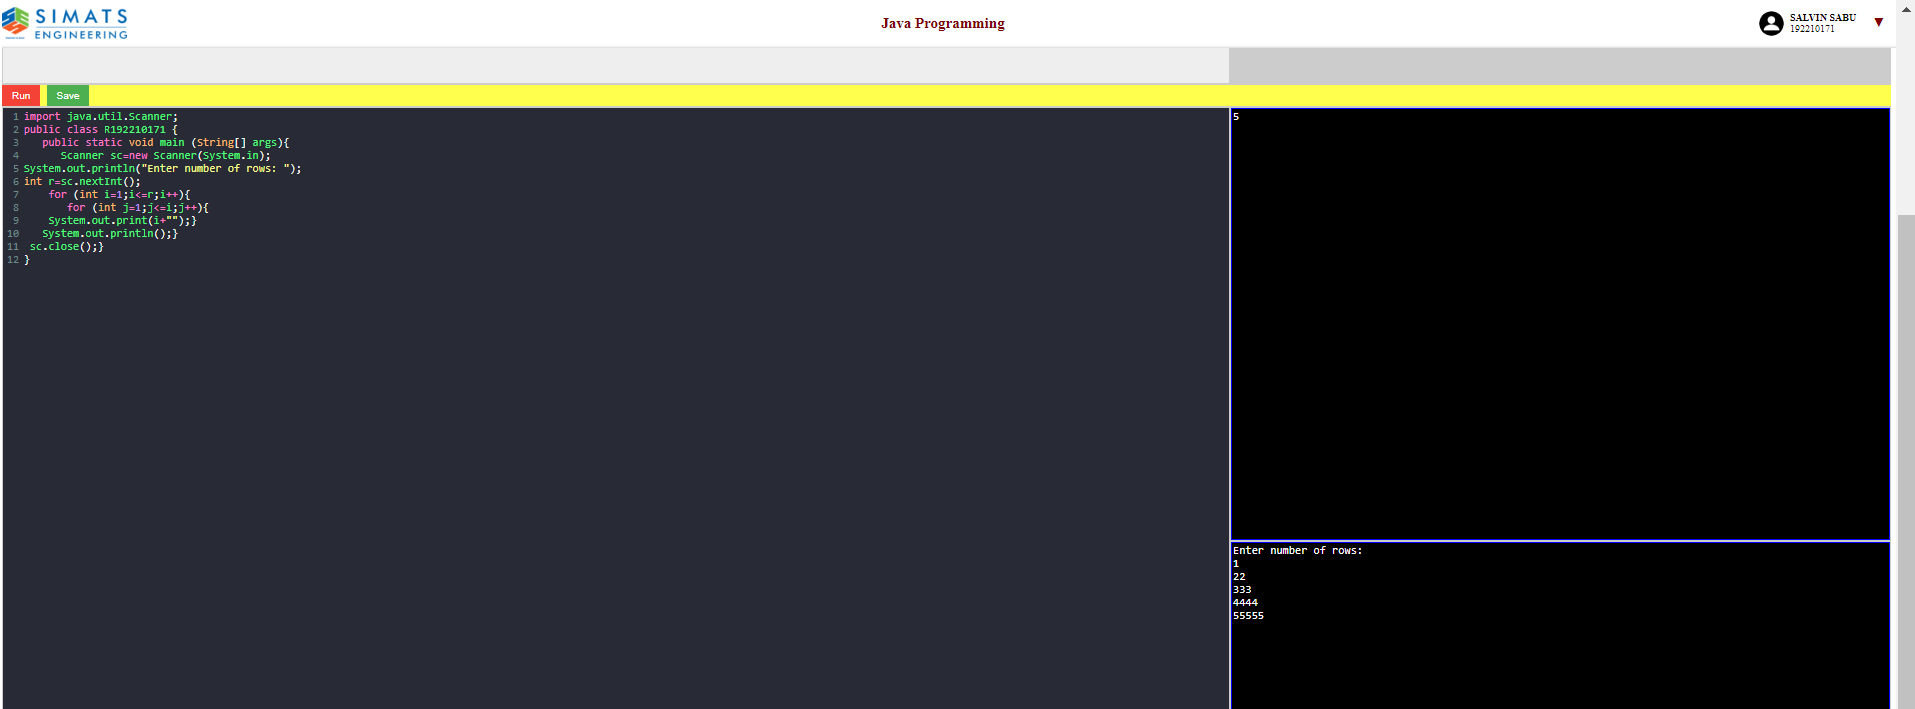 SIMATS
ENGINEERING
Java Programming
SALVIN SABU
192210171
Run Save
1 import java.util.Scanner;
2 public class R192210171 {
3    public static void main (String[] args){
4       Scanner sc=new Scanner(System.in);
5 System.out.println("Enter number of rows: ");
6 int r=sc.nextInt();
7     for (int i=1;i<=r;i++){
8        for (int j=1;j<=i;j++){
9     System.out.print(i+"");}
10    System.out.println();}
11  sc.close();}
12 }
5
Enter number of rows:
1
22
333
4444
55555